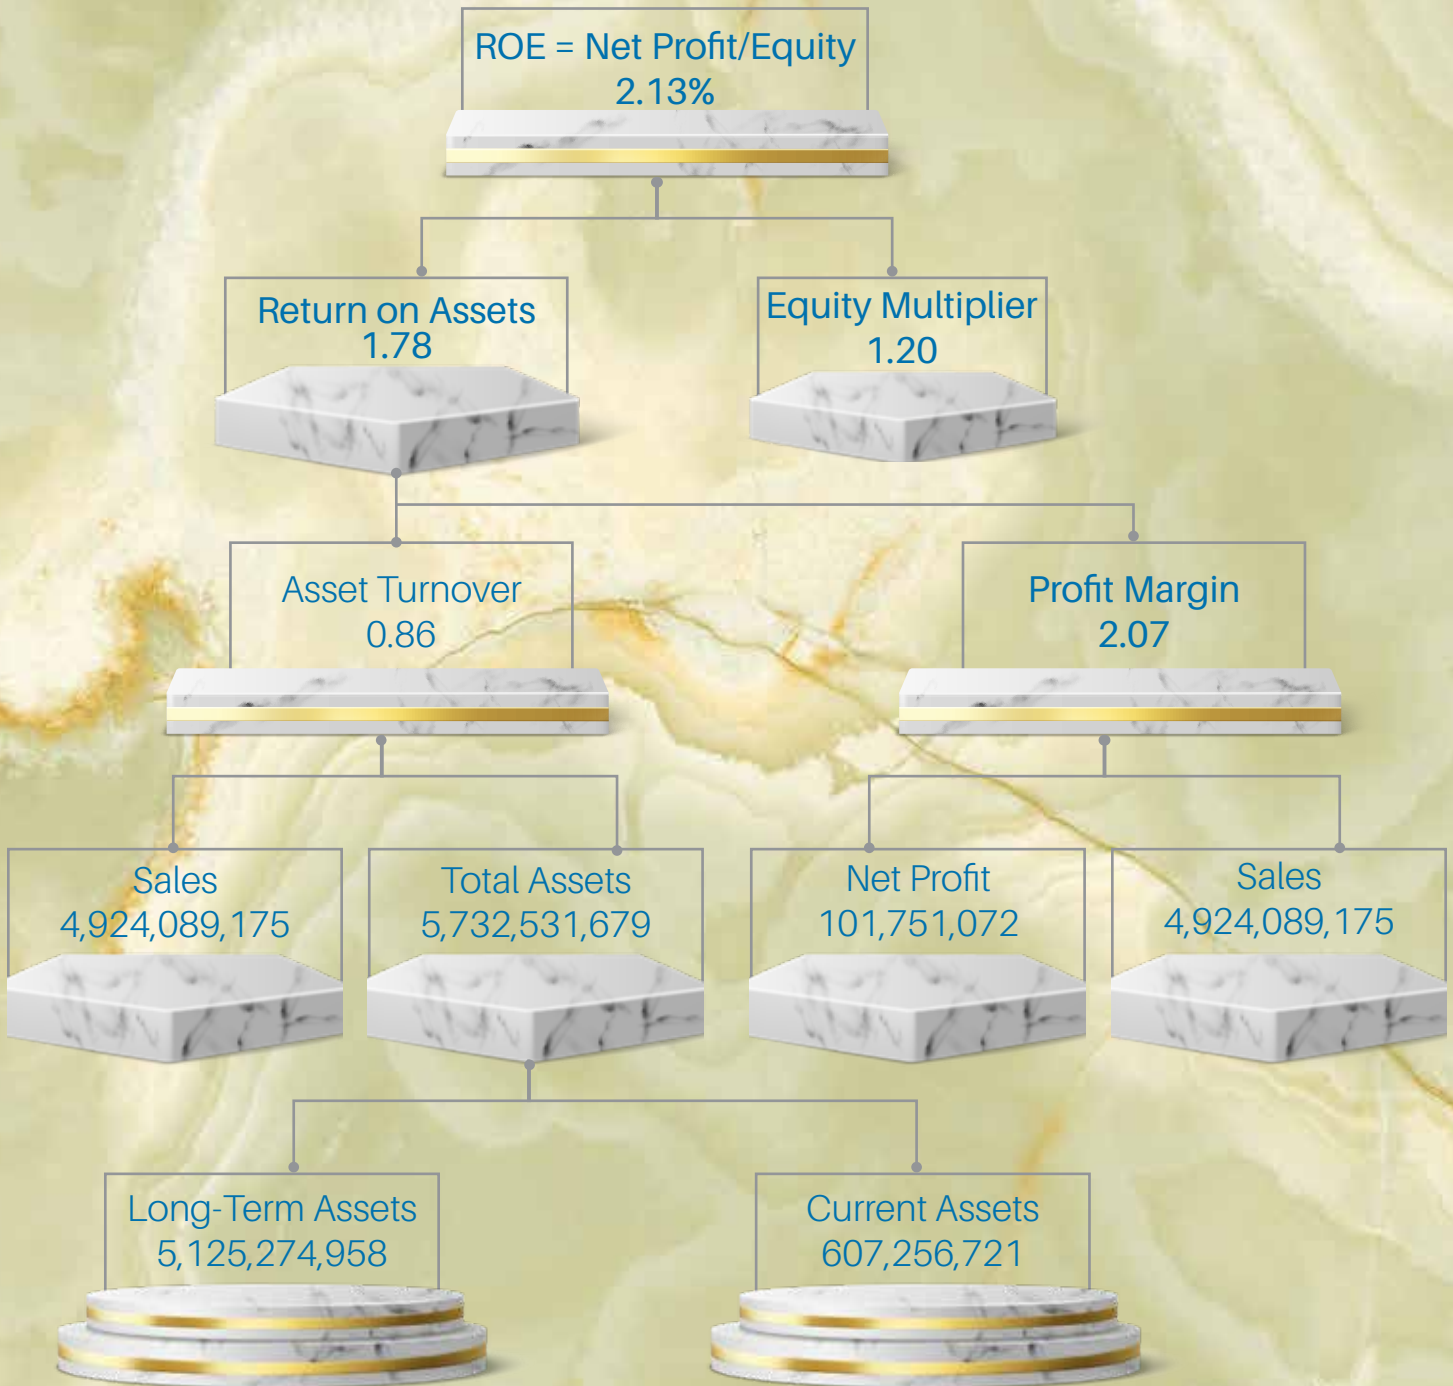 ROE = Net Profit/Equity
2.13%
Return on Assets
1.78
Equity Multiplier
1.20
Asset Turnover
0.86
Profit Margin
2.07
Sales
4,924,089,175
Total Assets
5,732,531,679
Net Profit
101,751,072
Sales
4,924,089,175
Long-Term Assets
5,125,274,958
Current Assets
607,256,721